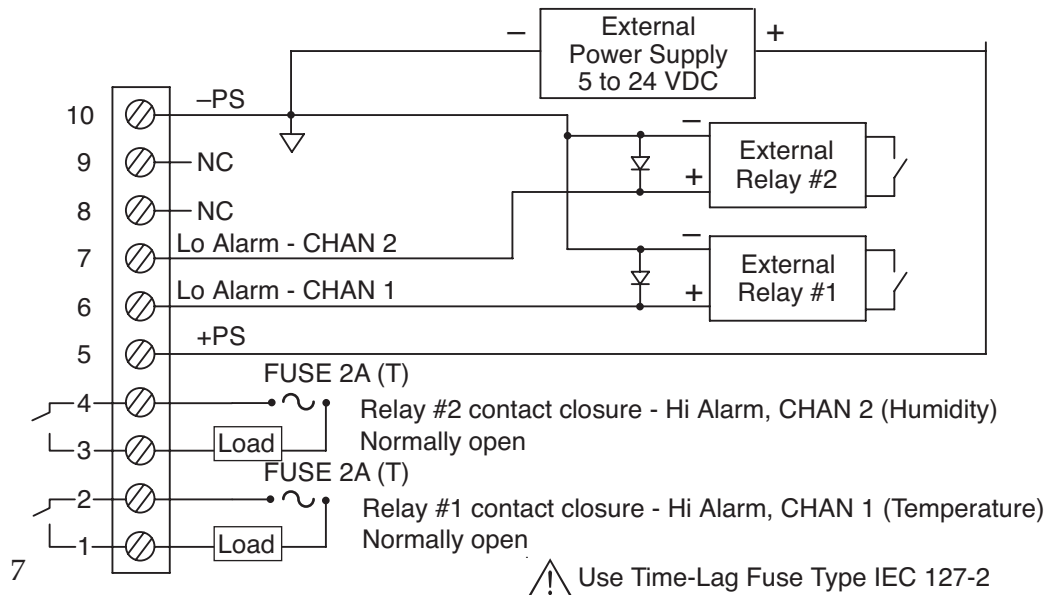 External
Power Supply
5 to 24 VDC
–
+
10
–PS
9
NC
8
NC
7
Lo Alarm - CHAN 2
6
Lo Alarm - CHAN 1
5
+PS
–
+
External
Relay #2
–
+
External
Relay #1
FUSE 2A (T)
4
3
Load
Relay #2 contact closure - Hi Alarm, CHAN 2 (Humidity)
Normally open
FUSE 2A (T)
2
1
Load
Relay #1 contact closure - Hi Alarm, CHAN 1 (Temperature)
Normally open
7
! Use Time-Lag Fuse Type IEC 127-2